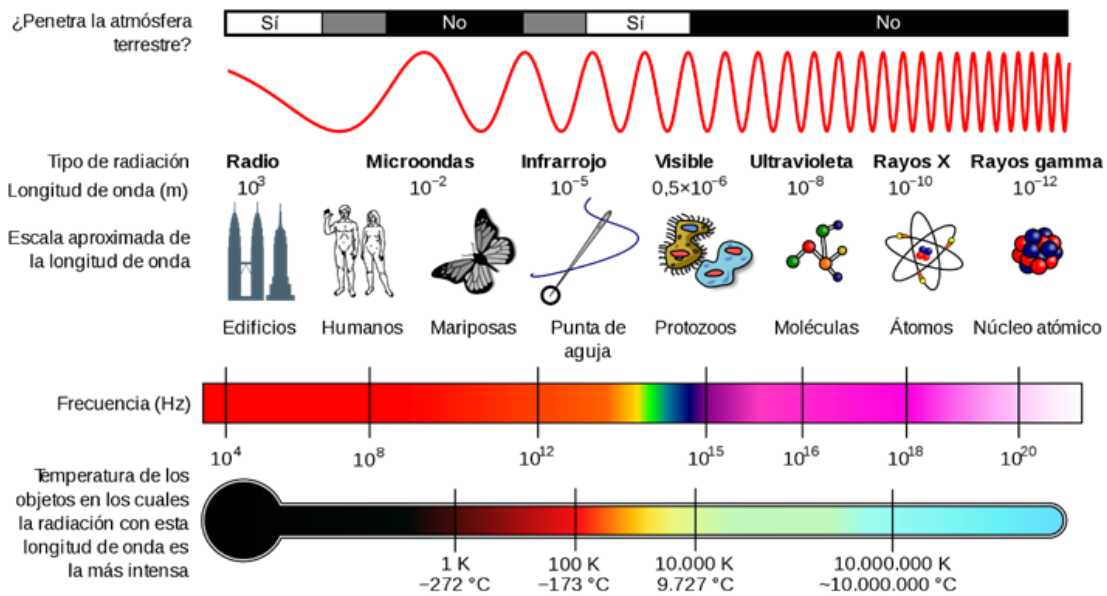 ¿Penetra la atmósfera
terrestre?
Sí No Sí No
Tipo de radiación Radio Microondas Infrarrojo Visible Ultravioleta Rayos X Rayos gamma
Longitud de onda (m) 10³ 10⁻² 10⁻⁵ 0,5×10⁻⁶ 10⁻⁸ 10⁻¹⁰ 10⁻¹²
Escala aproximada de
la longitud de onda
Edificios Humanos Mariposas Punta de Protozoos Moléculas Átomos Núcleo atómico
aguja
Frecuencia (Hz)
10⁴ 10⁸ 10¹² 10¹⁵ 10¹⁶ 10¹⁸ 10²⁰
Temperatura de los
objetos en los cuales
la radiación con esta
longitud de onda es
la más intensa
1 K 100 K 10.000 K 10.000.000 K
−272 °C −173 °C 9.727 °C ~10.000.000 °C